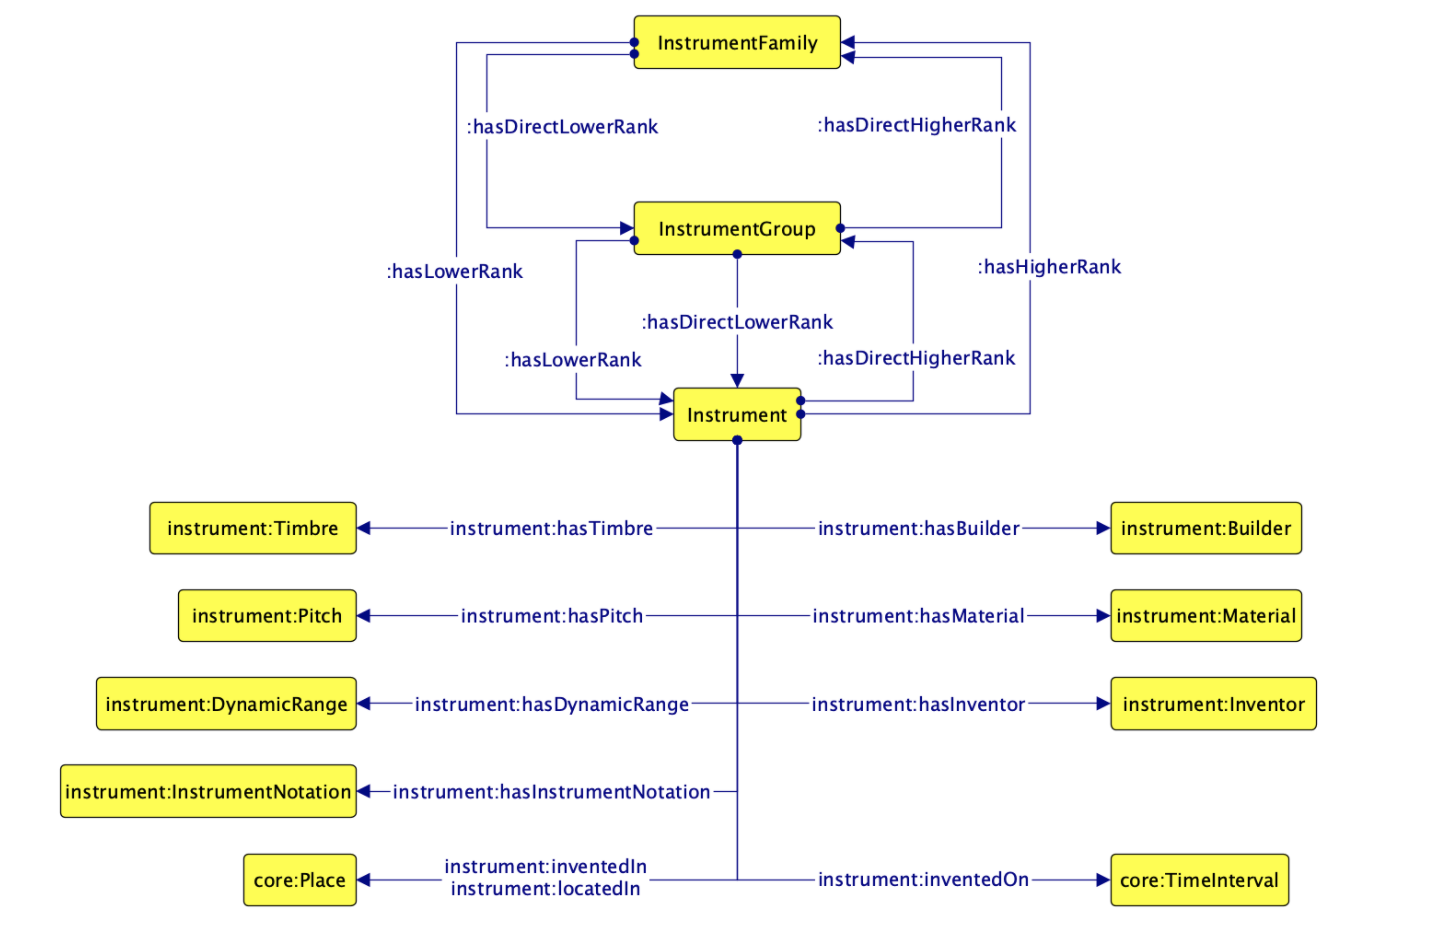 InstrumentFamily
:hasDirectLowerRank
:hasDirectHigherRank
InstrumentGroup
:hasLowerRank
:hasHigherRank
:hasDirectLowerRank
:hasLowerRank
:hasDirectHigherRank
Instrument
instrument:Timbre
instrument:hasTimbre
instrument:hasBuilder
instrument:Builder
instrument:Pitch
instrument:hasPitch
instrument:hasMaterial
instrument:Material
instrument:DynamicRange
instrument:hasDynamicRange
instrument:hasInventor
instrument:Inventor
instrument:InstrumentNotation
instrument:hasInstrumentNotation
core:Place
instrument:inventedIn
instrument:locatedIn
instrument:inventedOn
core:TimeInterval